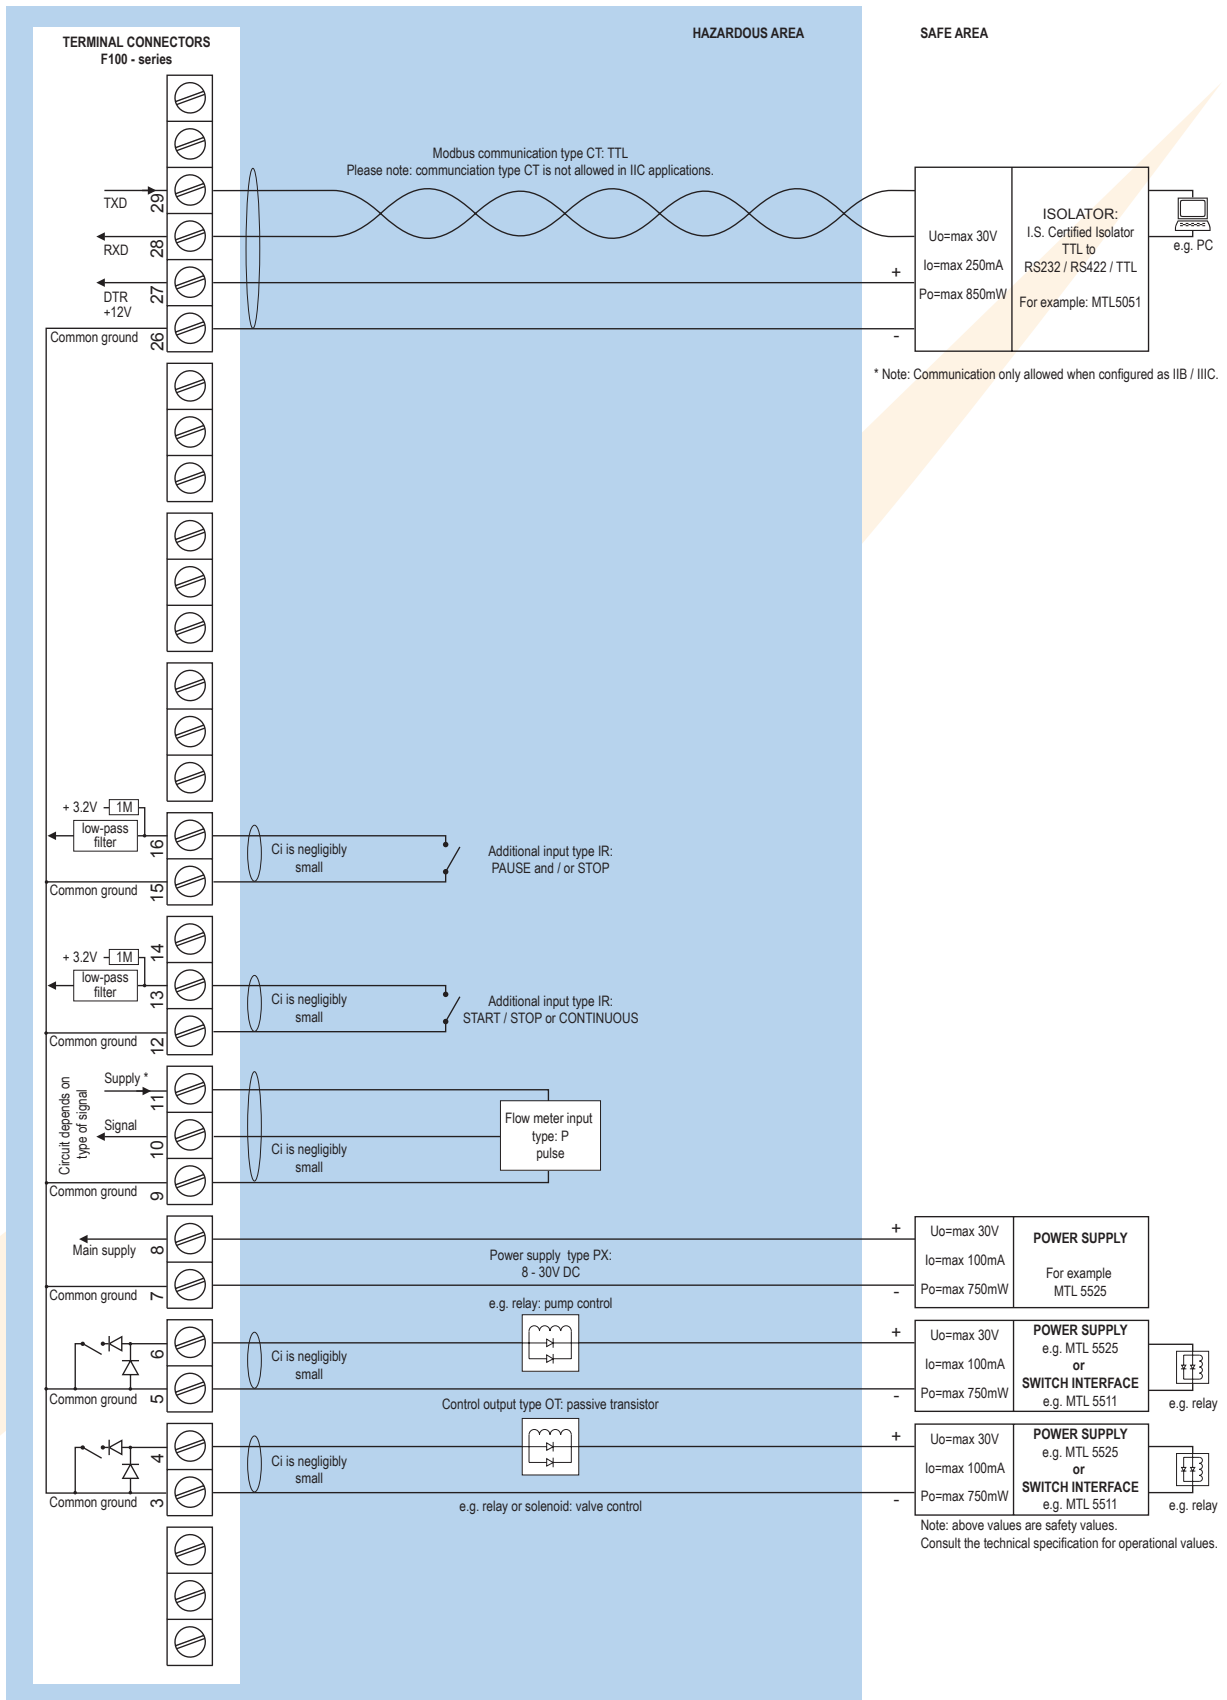 HAZARDOUS AREA
SAFE AREA
TERMINAL CONNECTORS
F100 - series
Modbus communication type CT: TTL
Please note: communciation type CT is not allowed in IIC applications.
TXD
29
RXD
28
DTR
+12V
27
Common ground
26
+
-
Uo=max 30V
Io=max 250mA
Po=max 850mW
ISOLATOR:
I.S. Certified Isolator
TTL to
RS232 / RS422 / TTL
For example: MTL5051
e.g. PC
* Note: Communication only allowed when configured as IIB / IIIC.
+ 3.2V
1M
low-pass
filter
16
Common ground
15
Ci is negligibly
small
Additional input type IR:
PAUSE and / or STOP
14
+ 3.2V
1M
low-pass
filter
13
Common ground
12
Ci is negligibly
small
Additional input type IR:
START / STOP or CONTINUOUS
Circuit depends on
type of signal
Supply *
11
Signal
10
Common ground
9
Ci is negligibly
small
Flow meter input
type: P
pulse
Main supply
8
Common ground
7
Power supply type PX:
8 - 30V DC
+
-
Uo=max 30V
Io=max 100mA
Po=max 750mW
POWER SUPPLY
For example
MTL 5525
e.g. relay: pump control
6
Common ground
5
Ci is negligibly
small
+
-
Uo=max 30V
Io=max 100mA
Po=max 750mW
POWER SUPPLY
e.g. MTL 5525
or
SWITCH INTERFACE
e.g. MTL 5511
e.g. relay
Control output type OT: passive transistor
4
Common ground
3
Ci is negligibly
small
e.g. relay or solenoid: valve control
+
-
Uo=max 30V
Io=max 100mA
Po=max 750mW
POWER SUPPLY
e.g. MTL 5525
or
SWITCH INTERFACE
e.g. MTL 5511
e.g. relay
Note: above values are safety values.
Consult the technical specification for operational values.